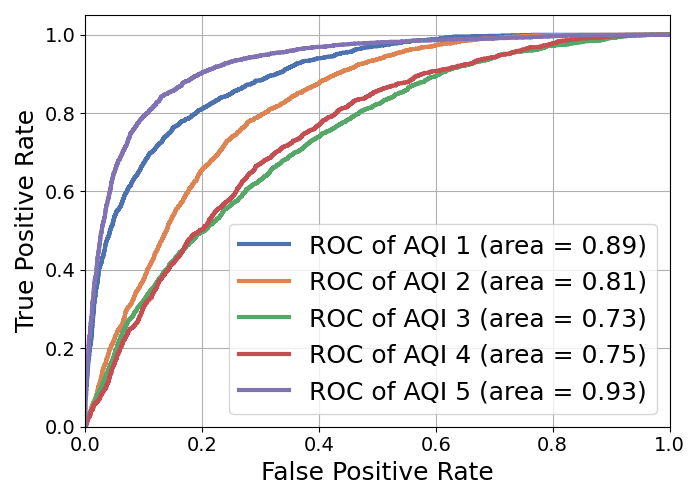 1.0
0.8
0.6
0.4
0.2
0.0
True Positive Rate
ROC of AQI 1 (area = 0.89)
ROC of AQI 2 (area = 0.81)
ROC of AQI 3 (area = 0.73)
ROC of AQI 4 (area = 0.75)
ROC of AQI 5 (area = 0.93)
0.0 0.2 0.4 0.6 0.8 1.0
False Positive Rate